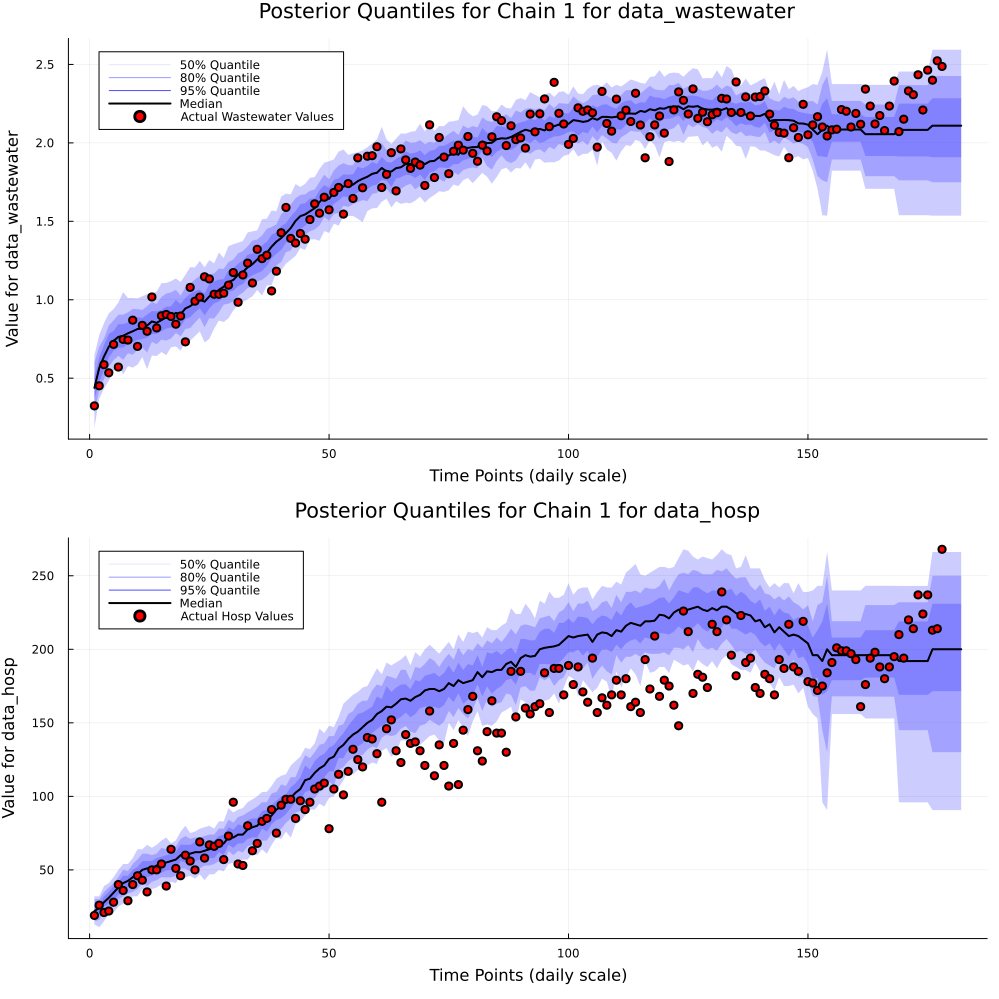 Posterior Quantiles for Chain 1 for data_wastewater
Value for data_wastewater
2.5
2.0
1.5
1.0
0.5
50% Quantile
80% Quantile
95% Quantile
Median
Actual Wastewater Values
0
50
100
150
Time Points (daily scale)
Posterior Quantiles for Chain 1 for data_hosp
Value for data_hosp
250
200
150
100
50
50% Quantile
80% Quantile
95% Quantile
Median
Actual Hosp Values
0
50
100
150
Time Points (daily scale)